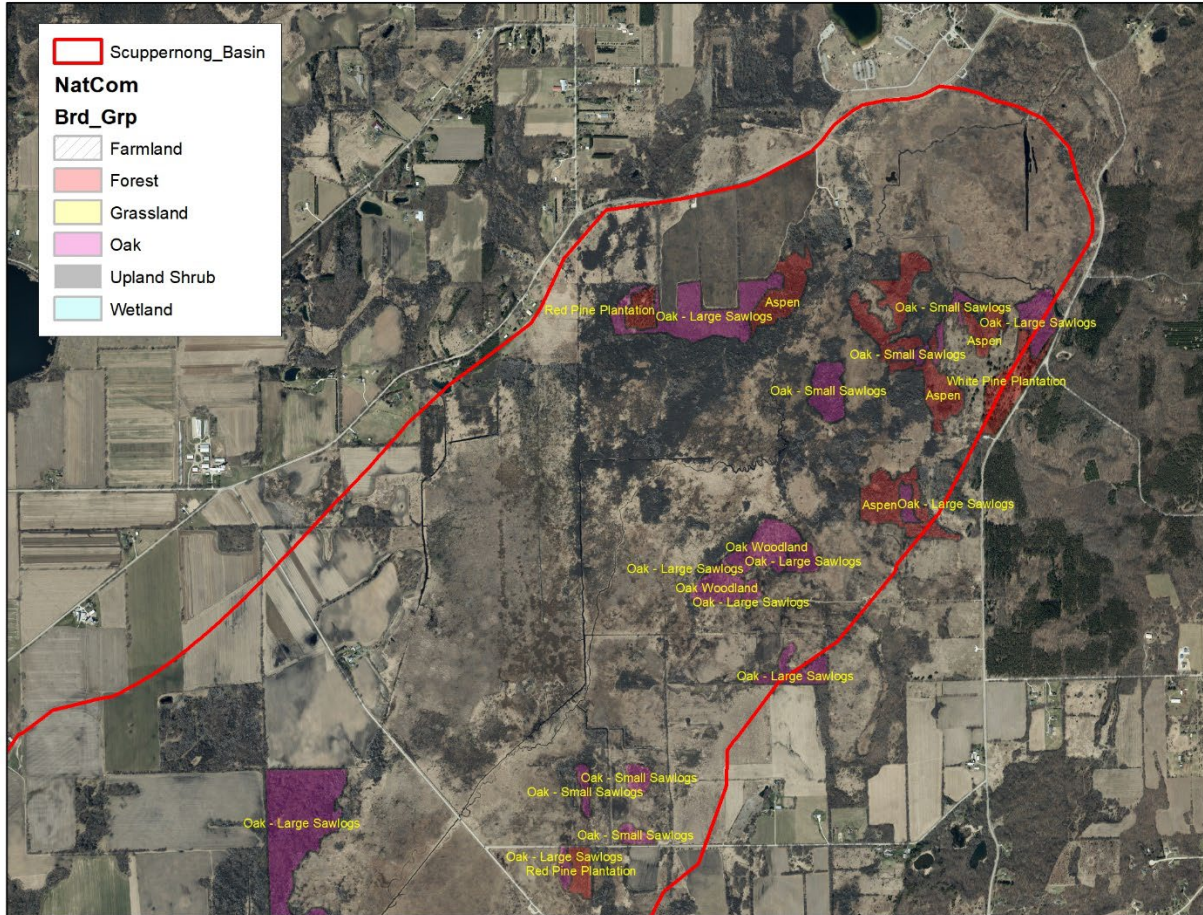 Scuppernong_Basin
NatCom
Brd_Grp
Farmland
Forest
Grassland
Oak
Upland Shrub
Wetland
Red Pine Plantation
Oak - Large Sawlogs
Aspen
Oak - Small Sawlogs
Oak - Large Sawlogs
Aspen
Oak - Small Sawlogs
White Pine Plantation
Oak - Small Sawlogs
Aspen
Aspen
Oak - Large Sawlogs
Oak Woodland
Oak - Large Sawlogs
Oak - Large Sawlogs
Oak Woodland
Oak - Large Sawlogs
Oak - Large Sawlogs
Oak - Small Sawlogs
Oak - Small Sawlogs
Oak - Large Sawlogs
Oak - Small Sawlogs
Oak - Large Sawlogs
Red Pine Plantation